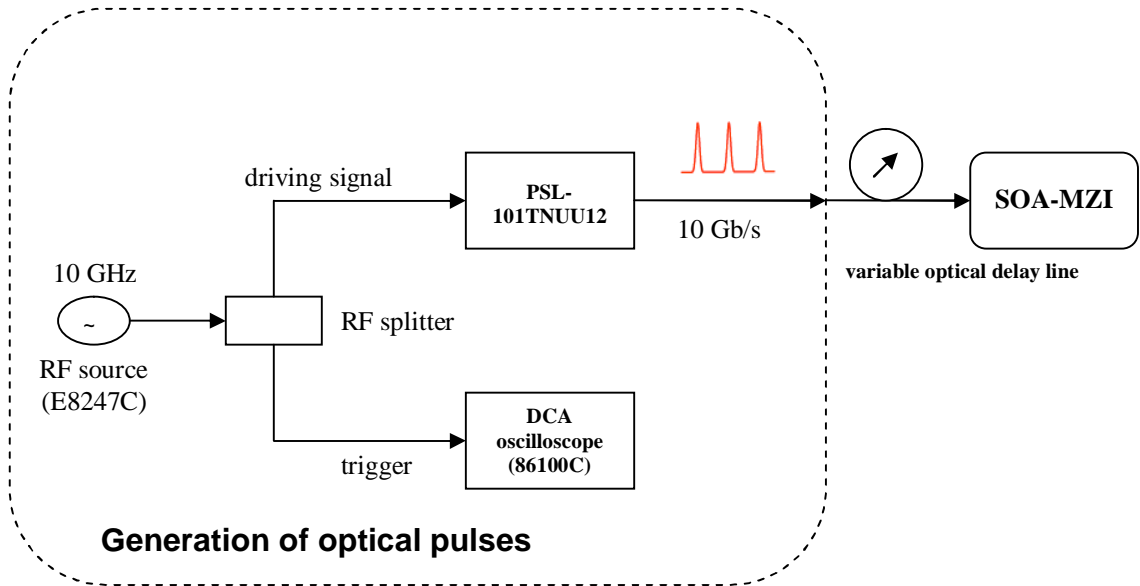 driving signal
PSL-
101TNUU12
10 Gb/s
SOA-MZI
variable optical delay line
10 GHz
~
RF source
(E8247C)
RF splitter
trigger
DCA
oscilloscope
(86100C)
Generation of optical pulses